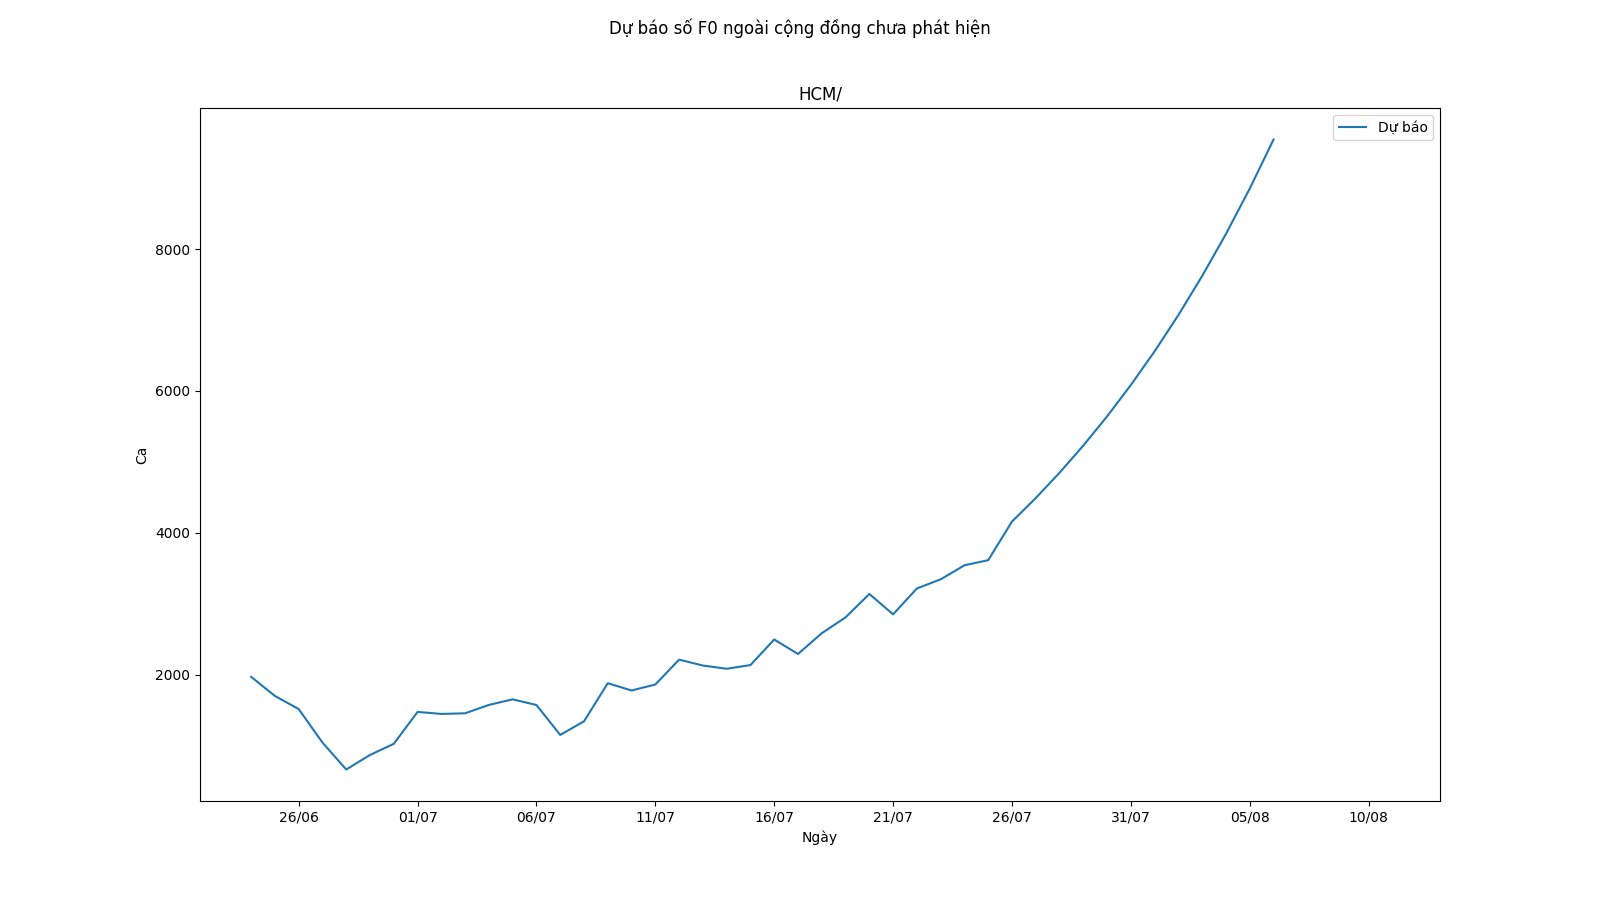 Dự báo số F0 ngoài cộng đồng chưa phát hiện
HCM/
Dự báo
8000
6000
Ca
4000
2000
26/06 01/07 06/07 11/07 16/07 21/07 26/07 31/07 05/08 10/08
Ngày